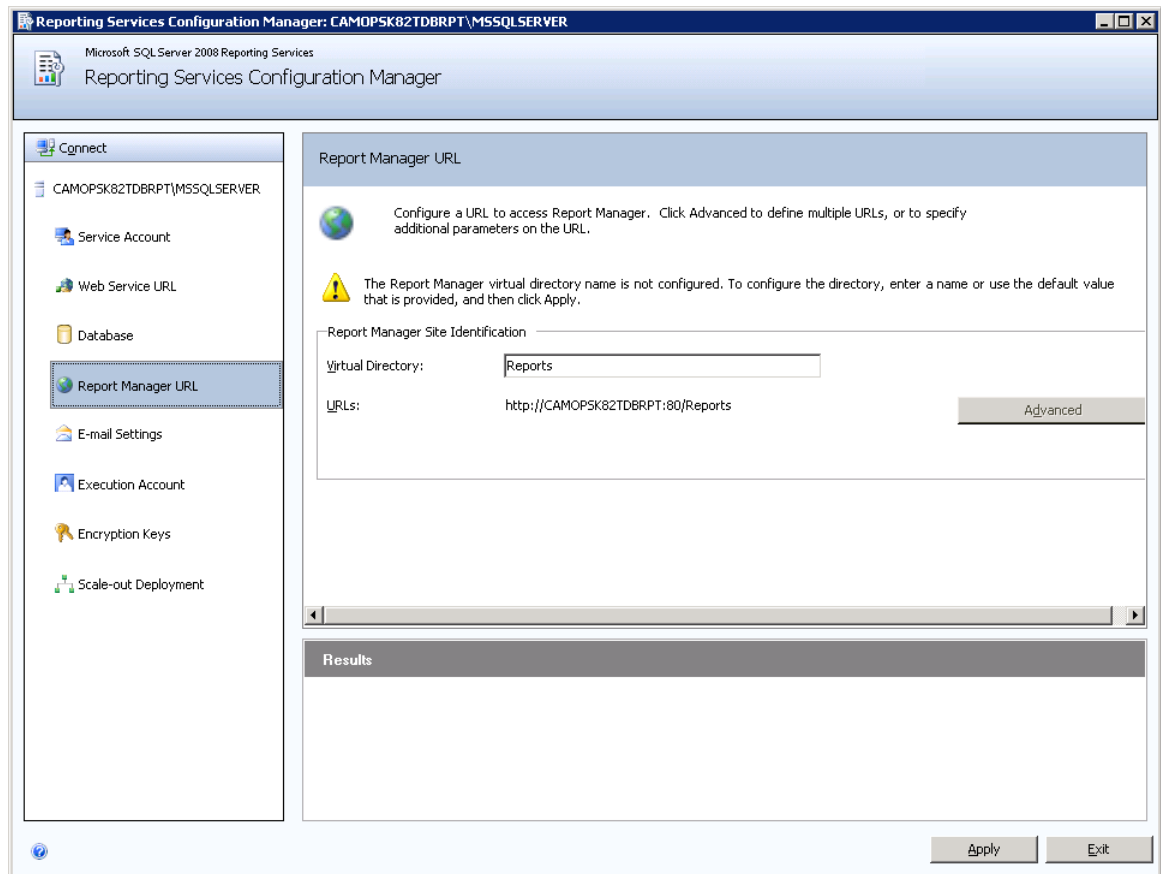 Reporting Services Configuration Manager: CAMOPSK82TDBRPT\MSSQLSERVER
Microsoft SQL Server 2008 Reporting Services
Reporting Services Configuration Manager
Connect
CAMOPSK82TDBRPT\MSSQLSERVER
Service Account
Web Service URL
Database
Report Manager URL
E-mail Settings
Execution Account
Encryption Keys
Scale-out Deployment
Report Manager URL
Configure a URL to access Report Manager.  Click Advanced to define multiple URLs, or to specify
additional parameters on the URL.
The Report Manager virtual directory name is not configured. To configure the directory, enter a name or use the default value
that is provided, and then click Apply.
Report Manager Site Identification
Virtual Directory: Reports
URLs: http://CAMOPSK82TDBRPT:80/Reports
Advanced
Results
Apply Exit